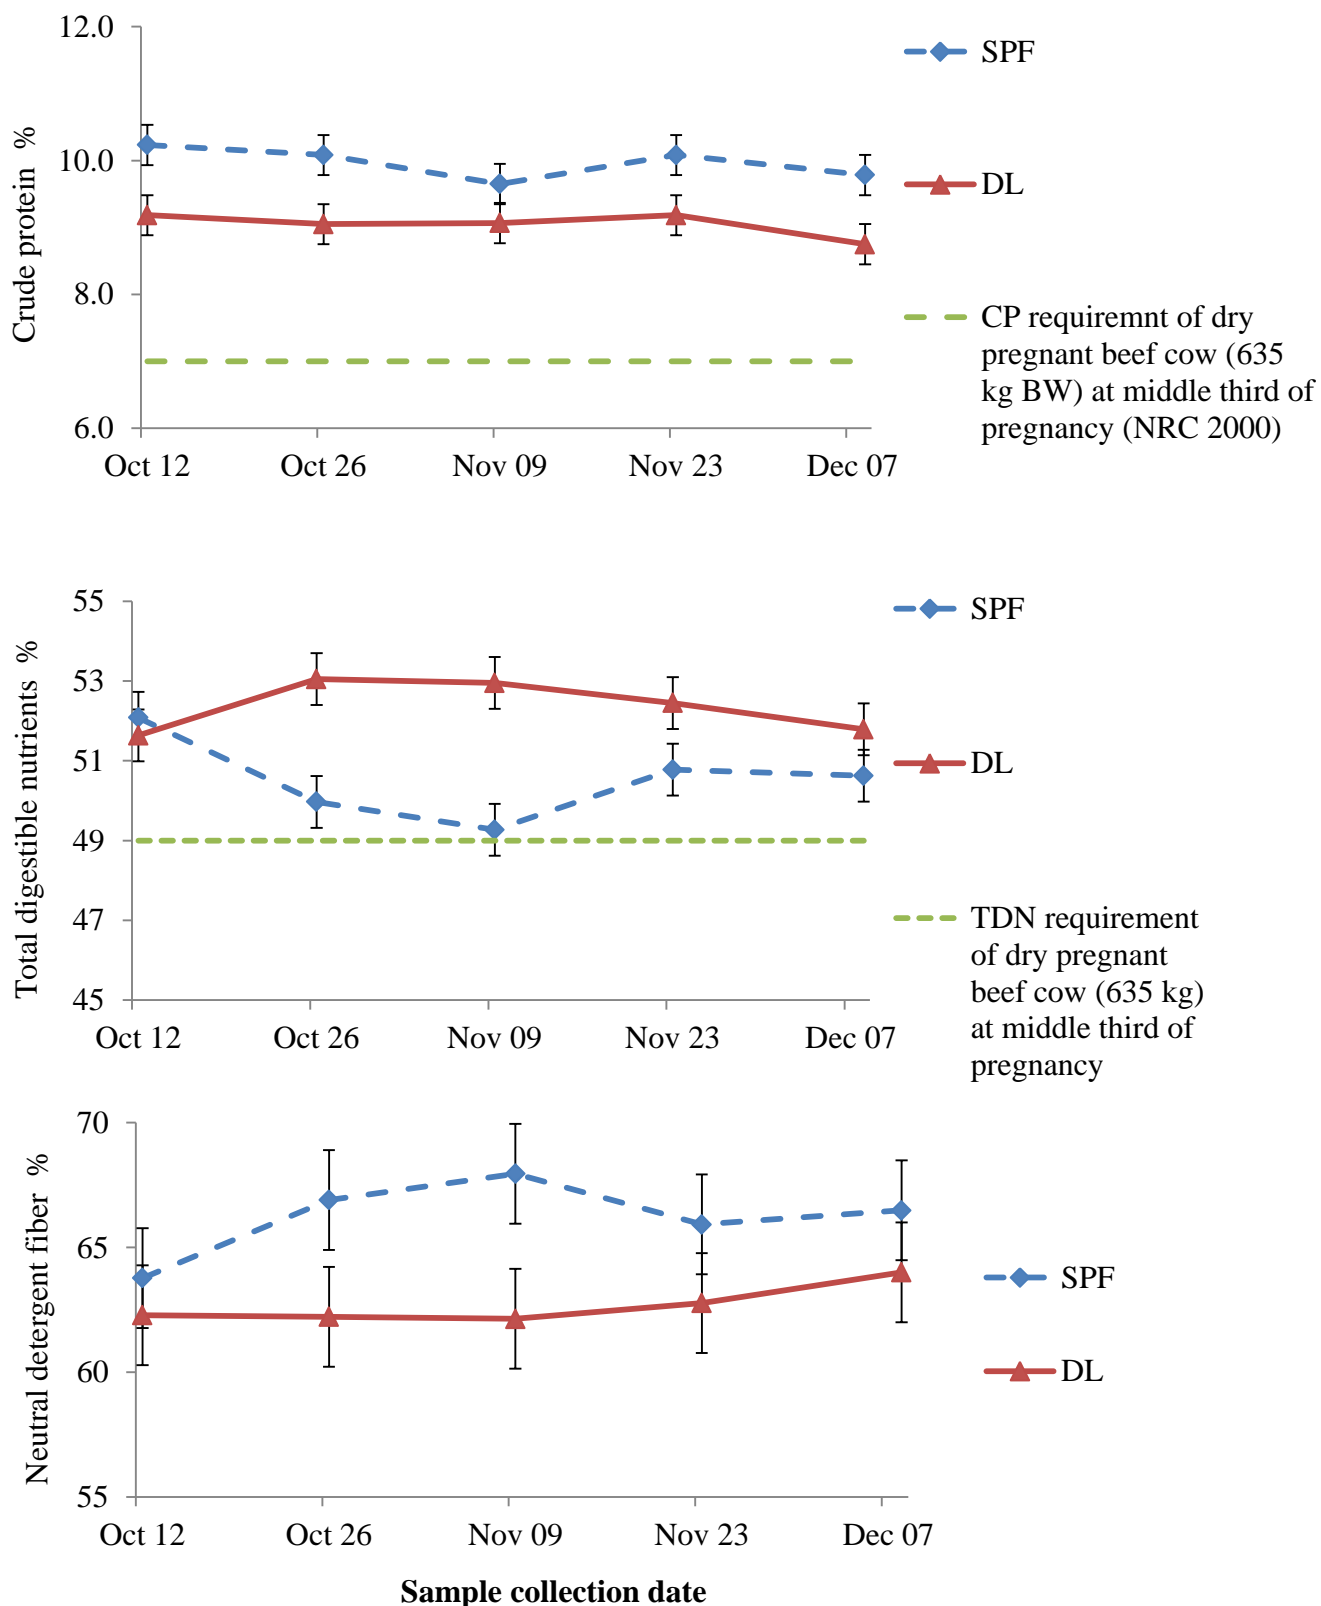 Crude protein  %
12.0
10.0
8.0
6.0
Oct 12
Oct 26
Nov 09
Nov 23
Dec 07
SPF
DL
CP requiremnt of dry
pregnant beef cow (635
kg BW) at middle third of
pregnancy (NRC 2000)
Total digestible nutrients  %
55
53
51
49
47
45
Oct 12
Oct 26
Nov 09
Nov 23
Dec 07
SPF
DL
TDN requirement
of dry pregnant
beef cow (635 kg)
at middle third of
pregnancy
Neutral detergent fiber  %
70
65
60
55
Oct 12
Oct 26
Nov 09
Nov 23
Dec 07
SPF
DL
Sample collection date